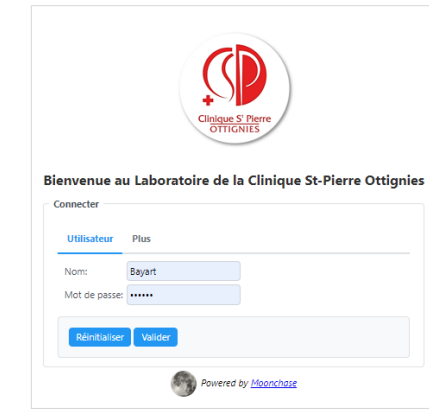 SP
Clinique St Pierre
OTTIGNIES
Bienvenue au Laboratoire de la Clinique St-Pierre Ottignies
Connecter
Utilisateur Plus
Nom: Bayart
Mot de passe: ••••••
Réinitialiser Valider
Powered by Moonchase